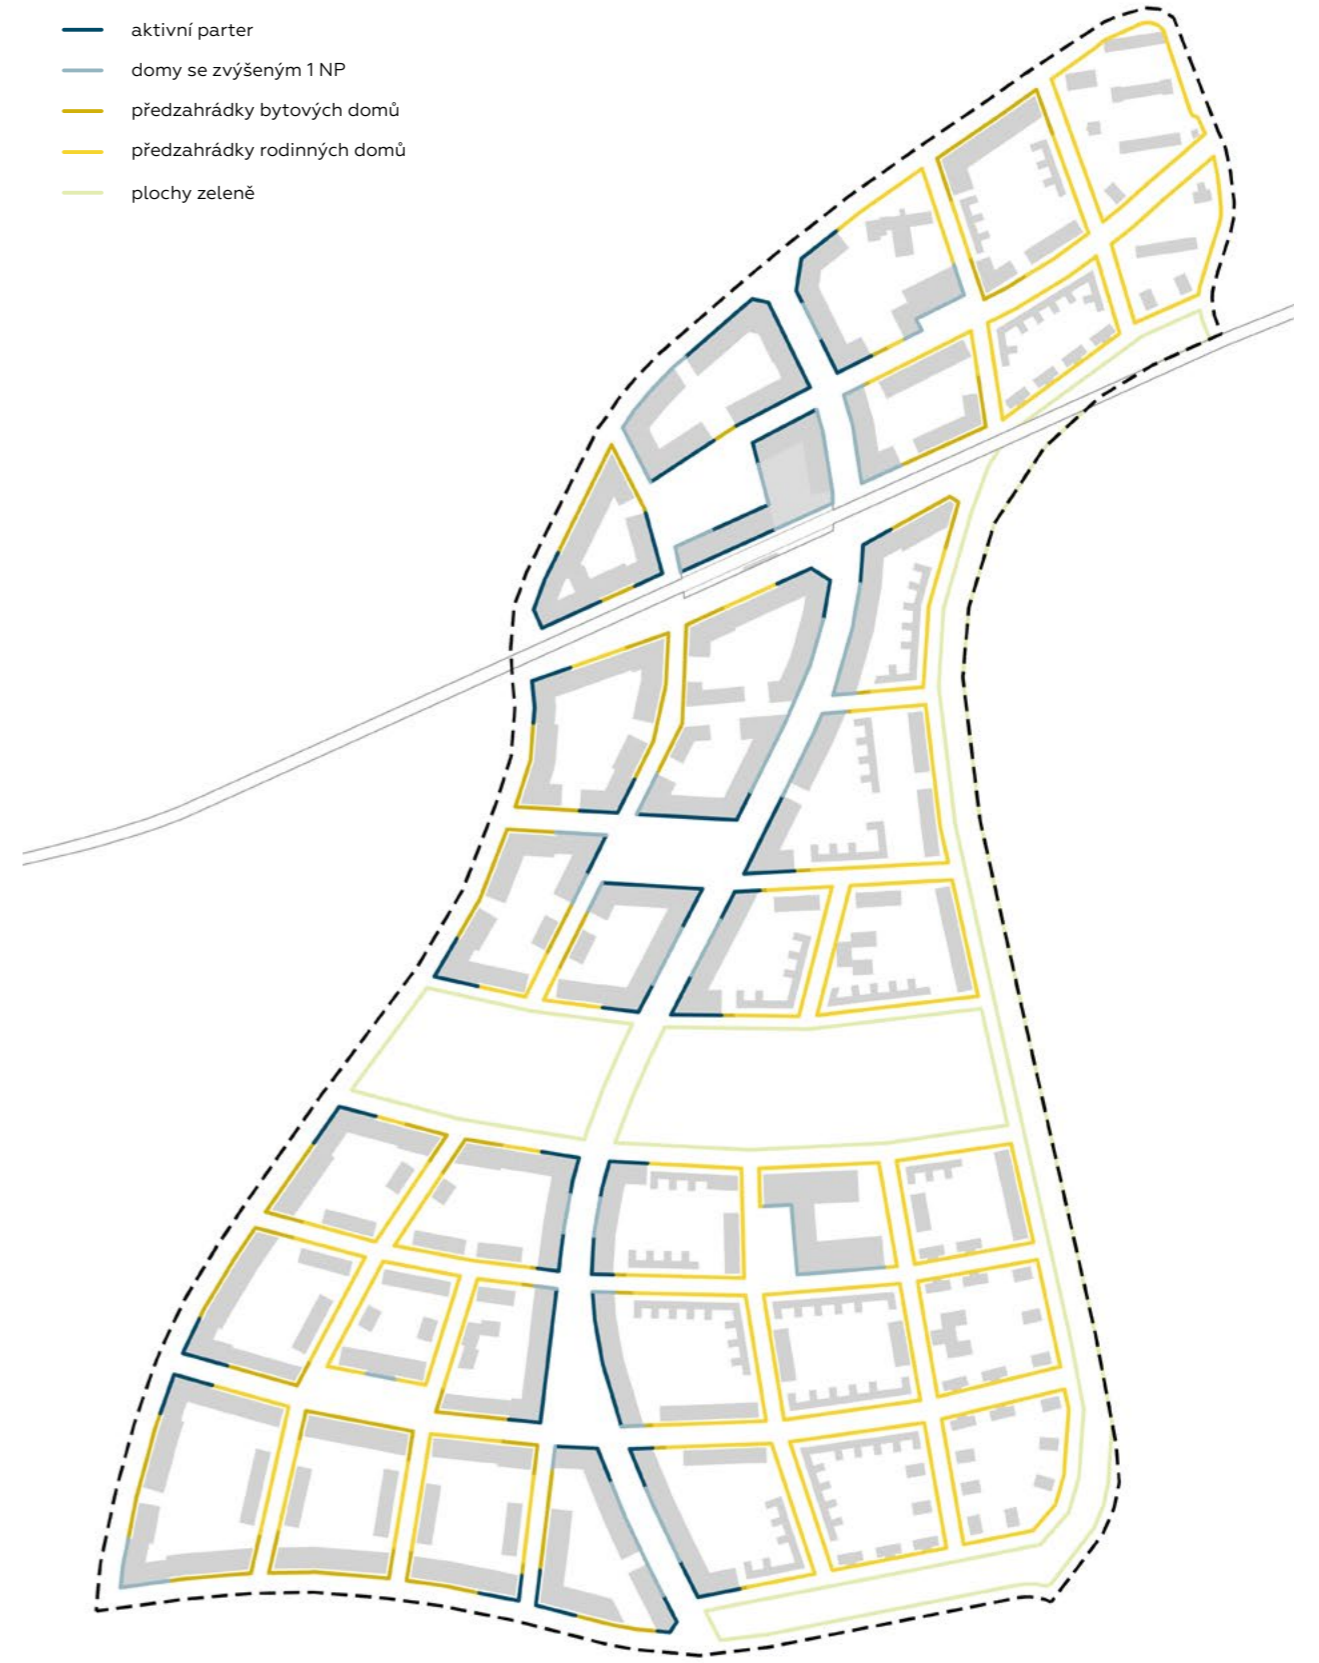 aktivní parter
domy se zvýšeným 1 NP
předzahrádky bytových domů
předzahrádky rodinných domů
plochy zeleně